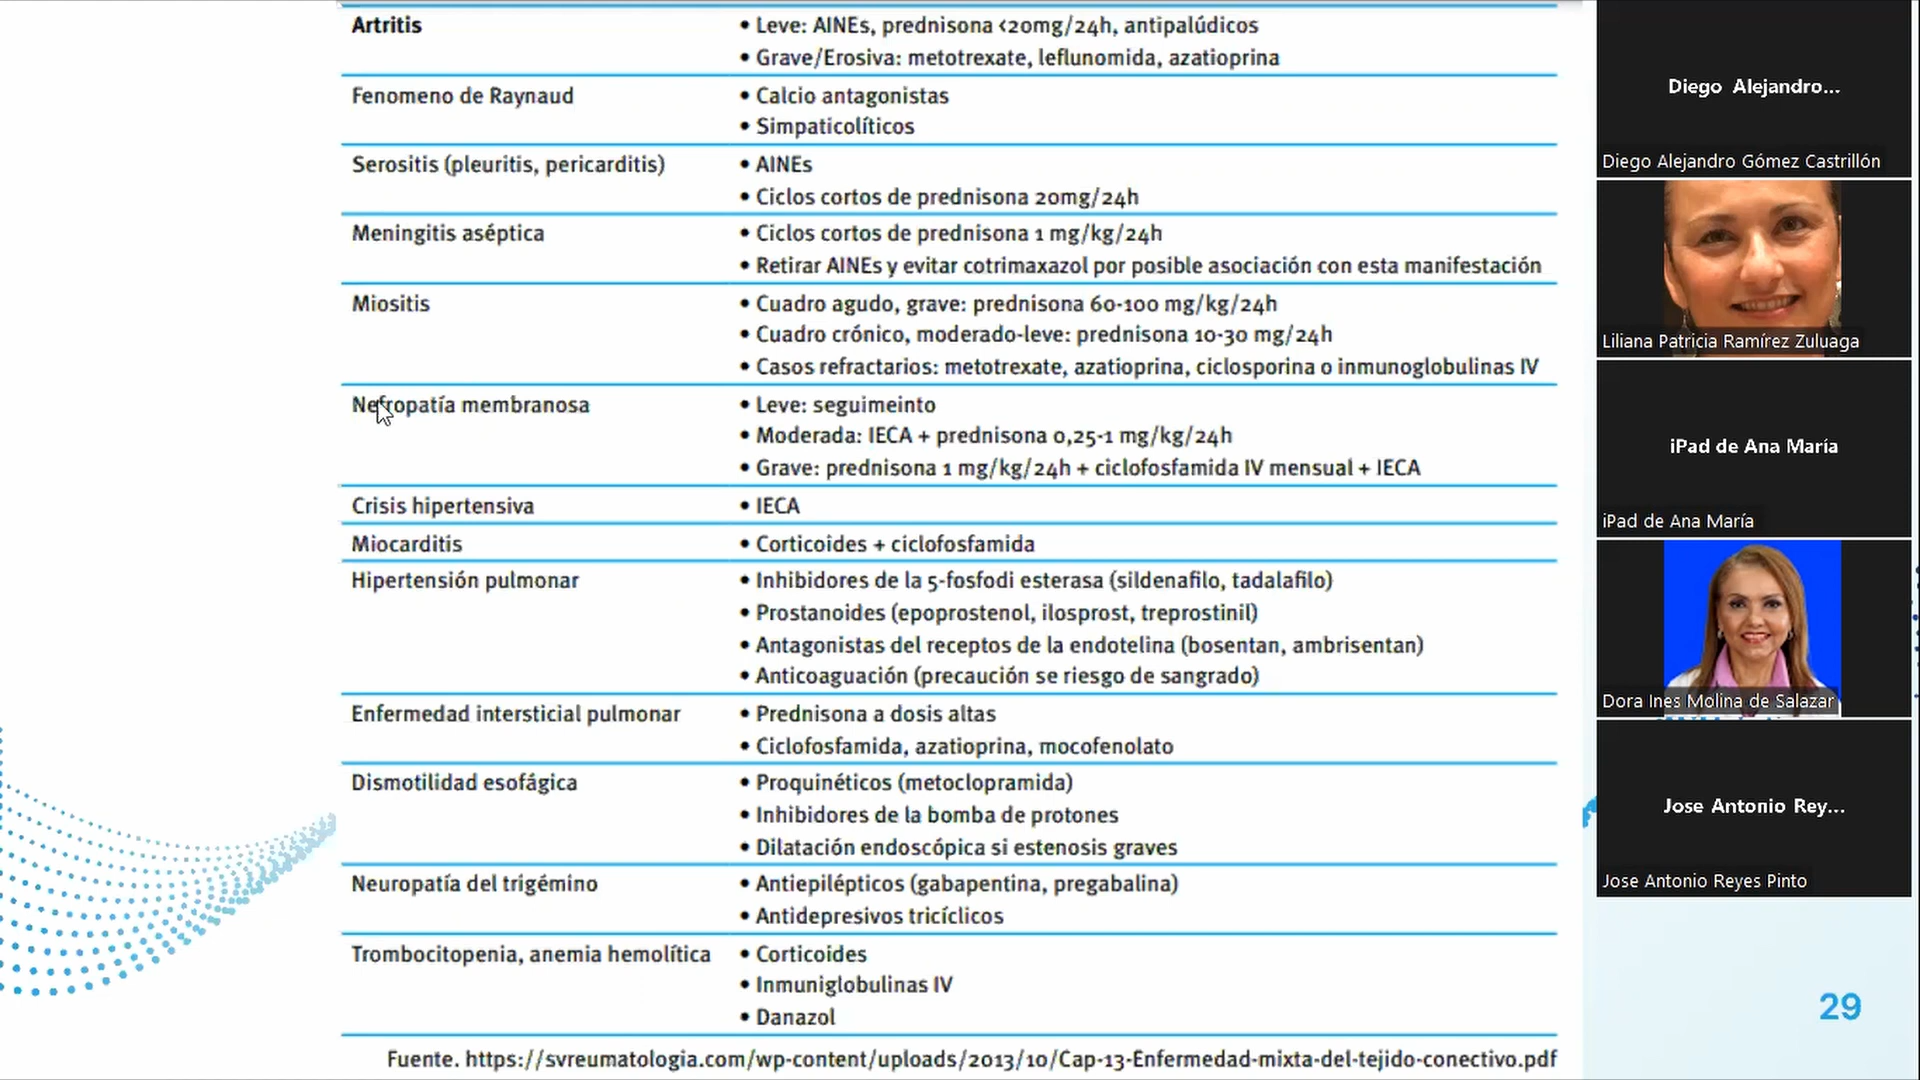 Artritis
• Leve: AINEs, prednisona <20mg/24h, antipalúdicos
• Grave/Erosiva: metotrexate, leflunomida, azatioprina
Fenomeno de Raynaud
• Calcio antagonistas
• Simpaticolíticos
Serositis (pleuritis, pericarditis)
• AINEs
• Ciclos cortos de prednisona 20mg/24h
Meningitis aséptica
• Ciclos cortos de prednisona 1 mg/kg/24h
• Retirar AINEs y evitar cotrimaxazol por posible asociación con esta manifestación
Miositis
• Cuadro agudo, grave: prednisona 60-100 mg/kg/24h
• Cuadro crónico, moderado-leve: prednisona 10-30 mg/24h
• Casos refractarios: metotrexate, azatioprina, ciclosporina o inmunoglobulinas IV
Nefropatía membranosa
• Leve: seguimeinto
• Moderada: IECA + prednisona 0,25-1 mg/kg/24h
• Grave: prednisona 1 mg/kg/24h + ciclofosfamida IV mensual + IECA
Crisis hipertensiva
• IECA
Miocarditis
• Corticoides + ciclofosfamida
Hipertensión pulmonar
• Inhibidores de la 5-fosfodi esterasa (sildenafilo, tadalafilo)
• Prostanoides (epoprostenol, ilosprost, treprostinil)
• Antagonistas del receptos de la endotelina (bosentan, ambrisentan)
• Anticoaguación (precaución se riesgo de sangrado)
Enfermedad intersticial pulmonar
• Prednisona a dosis altas
• Ciclofosfamida, azatioprina, mocofenolato
Dismotilidad esofágica
• Proquinéticos (metoclopramida)
• Inhibidores de la bomba de protones
• Dilatación endoscópica si estenosis graves
Neuropatía del trigémino
• Antiepilépticos (gabapentina, pregabalina)
• Antidepresivos tricíclicos
Trombocitopenia, anemia hemolítica
• Corticoides
• Inmuniglobulinas IV
• Danazol
Fuente. https://svreumatologia.com/wp-content/uploads/2013/10/Cap-13-Enfermedad-mixta-del-tejido-conectivo.pdf
29
Diego Alejandro...
Diego Alejandro Gómez Castrillón
Liliana Patricia Ramírez Zuluaga
iPad de Ana María
iPad de Ana María
Dora Ines Molina de Salazar
Jose Antonio Rey...
Jose Antonio Reyes Pinto